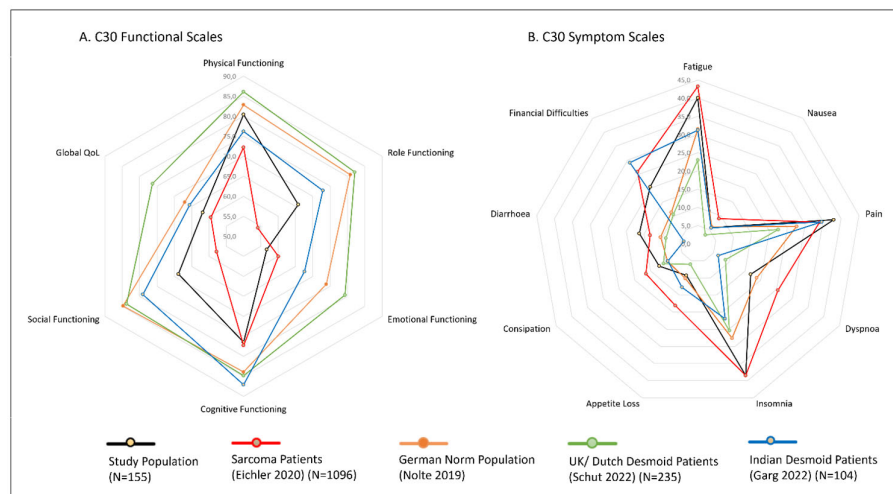 A. C30 Functional Scales
Physical Functioning
90,0
85,0
80,0
75,0
70,0
65,0
60,0
55,0
50,0
Role Functioning
Emotional Functioning
Cognitive Functioning
Social Functioning
Global QoL
B. C30 Symptom Scales
Fatigue
45,0
40,0
35,0
30,0
25,0
20,0
15,0
10,0
5,0
0,0
Nausea
Pain
Dyspnoa
Insomnia
Appetite Loss
Consipation
Diarrhoea
Financial Difficulties
Study Population
(N=155)
Sarcoma Patients
(Eichler 2020) (N=1096)
German Norm Population
(Nolte 2019)
UK/ Dutch Desmoid Patients
(Schut 2022) (N=235)
Indian Desmoid Patients
(Garg 2022) (N=104)